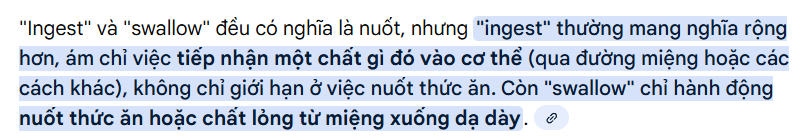 "Ingest" và "swallow" đều có nghĩa là nuốt, nhưng "ingest" thường mang nghĩa rộng
hơn, ám chỉ việc tiếp nhận một chất gì đó vào cơ thể (qua đường miệng hoặc các
cách khác), không chỉ giới hạn ở việc nuốt thức ăn. Còn "swallow" chỉ hành động
nuốt thức ăn hoặc chất lỏng từ miệng xuống dạ dày.